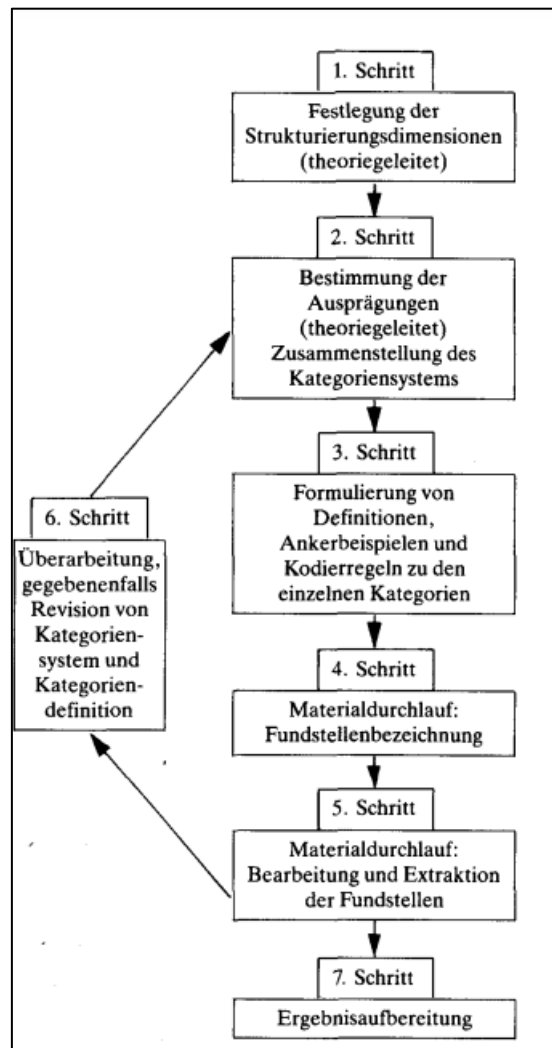 1. Schritt
Festlegung der
Strukturierungsdimensionen
(theoriegeleitet)
2. Schritt
Bestimmung der
Ausprägungen
(theoriegeleitet)
Zusammenstellung des
Kategoriensystems
3. Schritt
Formulierung von
Definitionen,
Ankerbeispielen und
Kodierregeln zu den
einzelnen Kategorien
4. Schritt
Materialdurchlauf:
Fundstellenbezeichnung
5. Schritt
Materialdurchlauf:
Bearbeitung und Extraktion
der Fundstellen
6. Schritt
Überarbeitung,
gegebenenfalls
Revision von
Kategorien-
system und
Kategorien-
definition
7. Schritt
Ergebnisaufbereitung